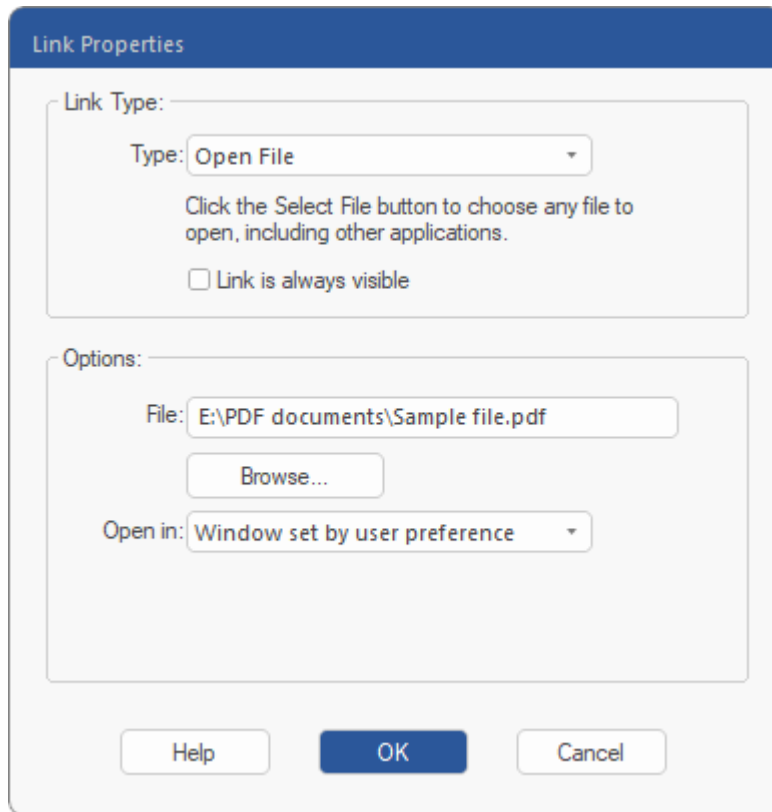 Link Properties
Link Type:
Type: Open File
Click the Select File button to choose any file to
open, including other applications.
Link is always visible
Options:
File: E:\PDF documents\Sample file.pdf
Browse...
Open in: Window set by user preference
Help OK Cancel